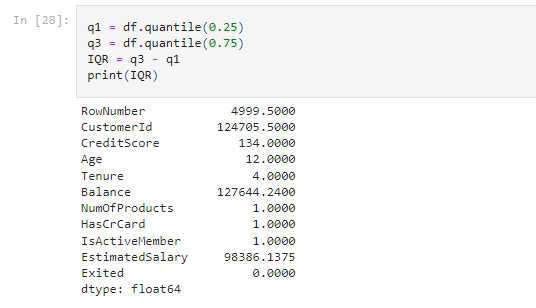 In [28]:
q1 = df.quantile(0.25)
q3 = df.quantile(0.75)
IQR = q3 - q1
print(IQR)
RowNumber 4999.5000
CustomerId 124705.5000
CreditScore 134.0000
Age 12.0000
Tenure 4.0000
Balance 127644.2400
NumOfProducts 1.0000
HasCrCard 1.0000
IsActiveMember 1.0000
EstimatedSalary 98386.1375
Exited 0.0000
dtype: float64